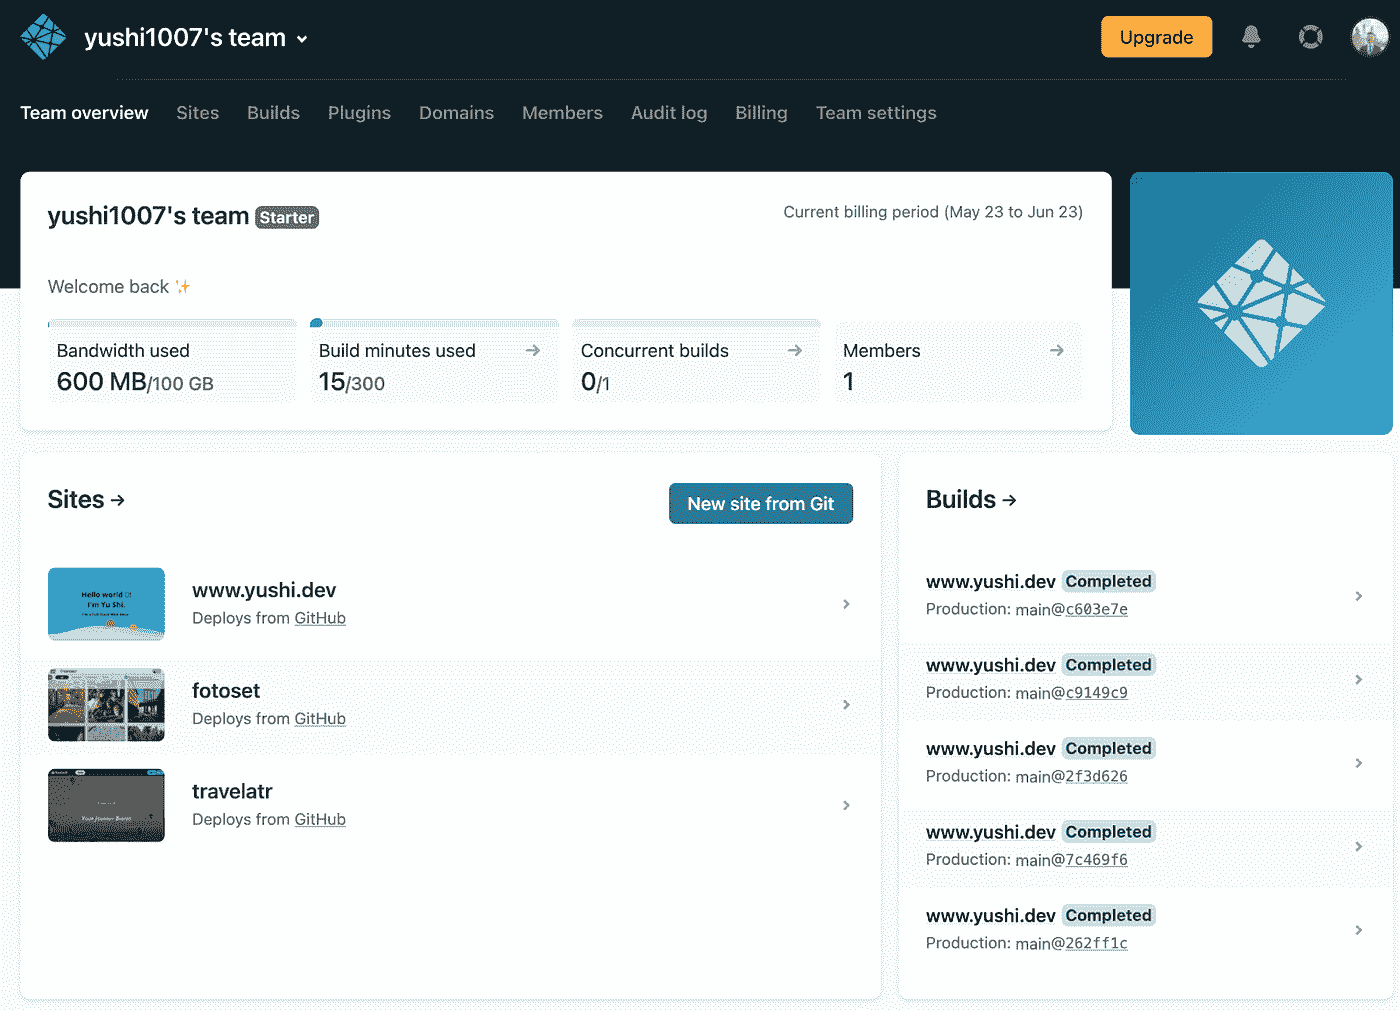 yushi1007's team
Upgrade
Team overview Sites Builds Plugins Domains Members Audit log Billing Team settings
yushi1007's team Starter
Current billing period (May 23 to Jun 23)
Welcome back ✨
Bandwidth used
600 MB/100 GB
Build minutes used →
15/300
Concurrent builds →
0/1
Members →
1
Sites →
New site from Git
Hello world
I'm Yu Shi.
www.yushi.dev
Deploys from GitHub
fotoset
Deploys from GitHub
Your Journey Begins
travelatr
Deploys from GitHub
Builds →
www.yushi.dev Completed
Production: main@c603e7e
www.yushi.dev Completed
Production: main@c9149c9
www.yushi.dev Completed
Production: main@2f3d626
www.yushi.dev Completed
Production: main@7c469f6
www.yushi.dev Completed
Production: main@262ff1c